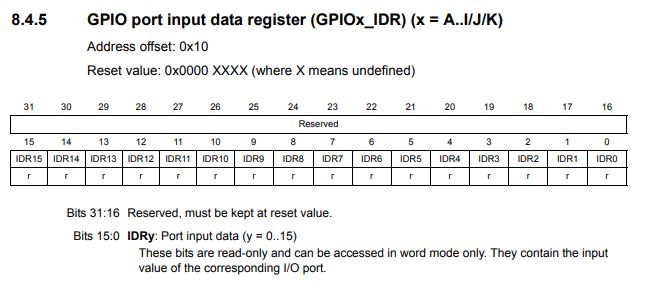 8.4.5 GPIO port input data register (GPIOx_IDR) (x = A..I/J/K)
Address offset: 0x10
Reset value: 0x0000 XXXX (where X means undefined)
31 30 29 28 27 26 25 24 23 22 21 20 19 18 17 16
Reserved
15 14 13 12 11 10 9 8 7 6 5 4 3 2 1 0
IDR15 IDR14 IDR13 IDR12 IDR11 IDR10 IDR9 IDR8 IDR7 IDR6 IDR5 IDR4 IDR3 IDR2 IDR1 IDR0
r r r r r r r r r r r r r r r r
Bits 31:16 Reserved, must be kept at reset value.
Bits 15:0 IDRy: Port input data (y = 0..15)
These bits are read-only and can be accessed in word mode only. They contain the input
value of the corresponding I/O port.